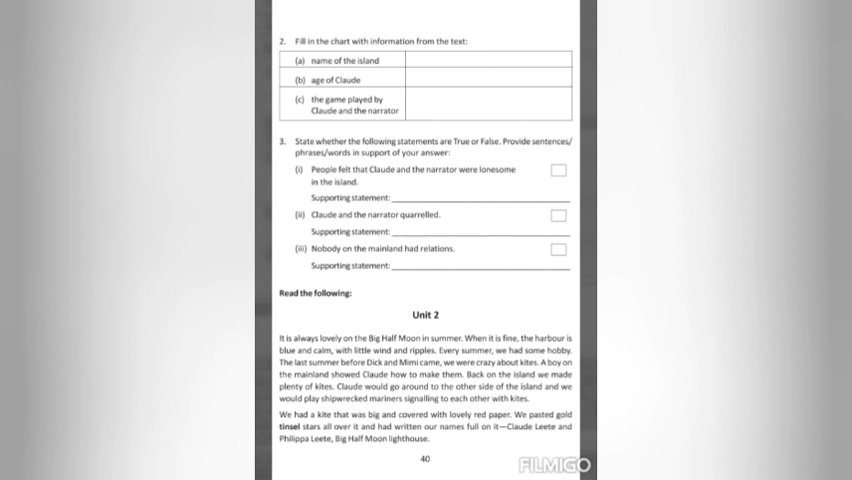 2. Fill in the chart with information from the text:
(a) name of the island
(b) age of Claude
(c) the game played by
Claude and the narrator
3. State whether the following statements are True or False. Provide sentences/
phrases/words in support of your answer:
(i) People felt that Claude and the narrator were lonesome
in the island.
Supporting statement:
(ii) Claude and the narrator quarrelled.
Supporting statement:
(iii) Nobody on the mainland had relations.
Supporting statement:
Read the following:
Unit 2
It is always lovely on the Big Half Moon in summer. When it is fine, the harbour is
blue and calm, with little wind and ripples. Every summer, we had some hobby.
The last summer before Dick and Mimi came, we were crazy about kites. A boy on
the mainland showed Claude how to make them. Back on the island we made
plenty of kites. Claude would go around to the other side of the island and we
would play shipwrecked mariners signalling to each other with kites.
We had a kite that was big and covered with lovely red paper. We pasted gold
tinsel stars all over it and had written our names full on it—Claude Leete and
Philippa Leete, Big Half Moon lighthouse.
40
FILMIGO